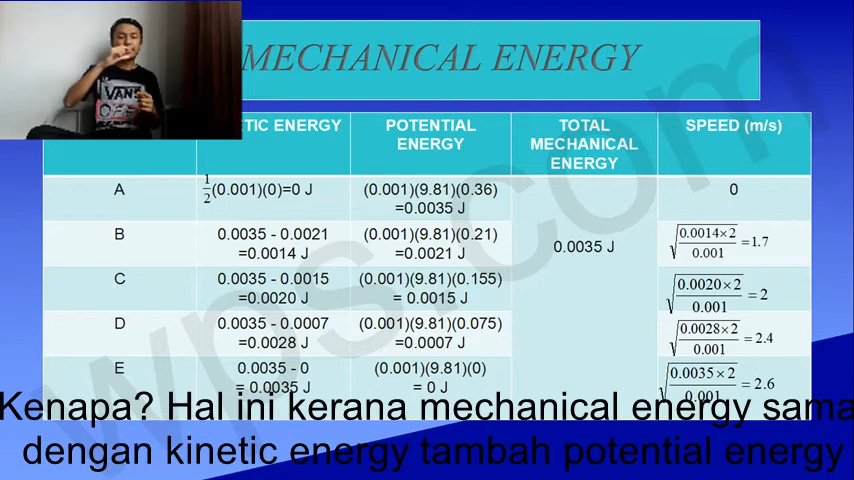 MECHANICAL ENERGY
VANS
OFF
ETIC ENERGY
POTENTIAL ENERGY
TOTAL MECHANICAL ENERGY
SPEED (m/s)
A
1/2(0.001)(0)=0 J
(0.001)(9.81)(0.36)
=0.0035 J
0
B
0.0035 - 0.0021
=0.0014 J
(0.001)(9.81)(0.21)
=0.0021 J
0.0035 J
√(0.0014×2/0.001) =1.7
C
0.0035 - 0.0015
=0.0020 J
(0.001)(9.81)(0.155)
= 0.0015 J
√(0.0020×2/0.001) = 2
D
0.0035 - 0.0007
=0.0028 J
(0.001)(9.81)(0.075)
=0.0007 J
√(0.0028×2/0.001) = 2.4
E
0.0035 - 0
= 0.0035 J
(0.001)(9.81)(0)
= 0 J
√(0.0035×2/0.001) = 2.6
Kenapa? Hal ini kerana mechanical energy sama
dengan kinetic energy tambah potential energy
wps.com